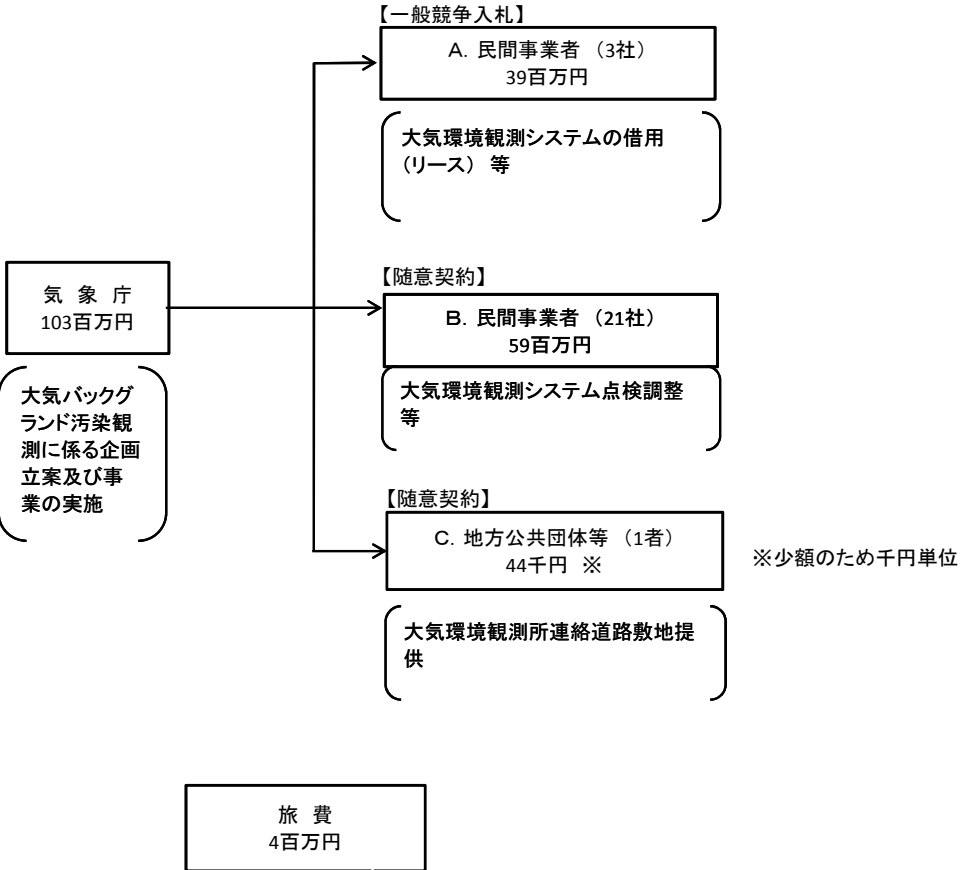 【一般競争入札】
A. 民間事業者 （3社）
39百万円
大気環境観測システムの借用
（リース） 等
気 象 庁
103百万円
大気バックグ
ランド汚染観
測に係る企画
立案及び事
業の実施
【随意契約】
B. 民間事業者 （21社）
59百万円
大気環境観測システム点検調整
等
【随意契約】
C. 地方公共団体等 （1者）
44千円 ※
※少額のため千円単位
大気環境観測所連絡道路敷地提
供
旅 費
4百万円